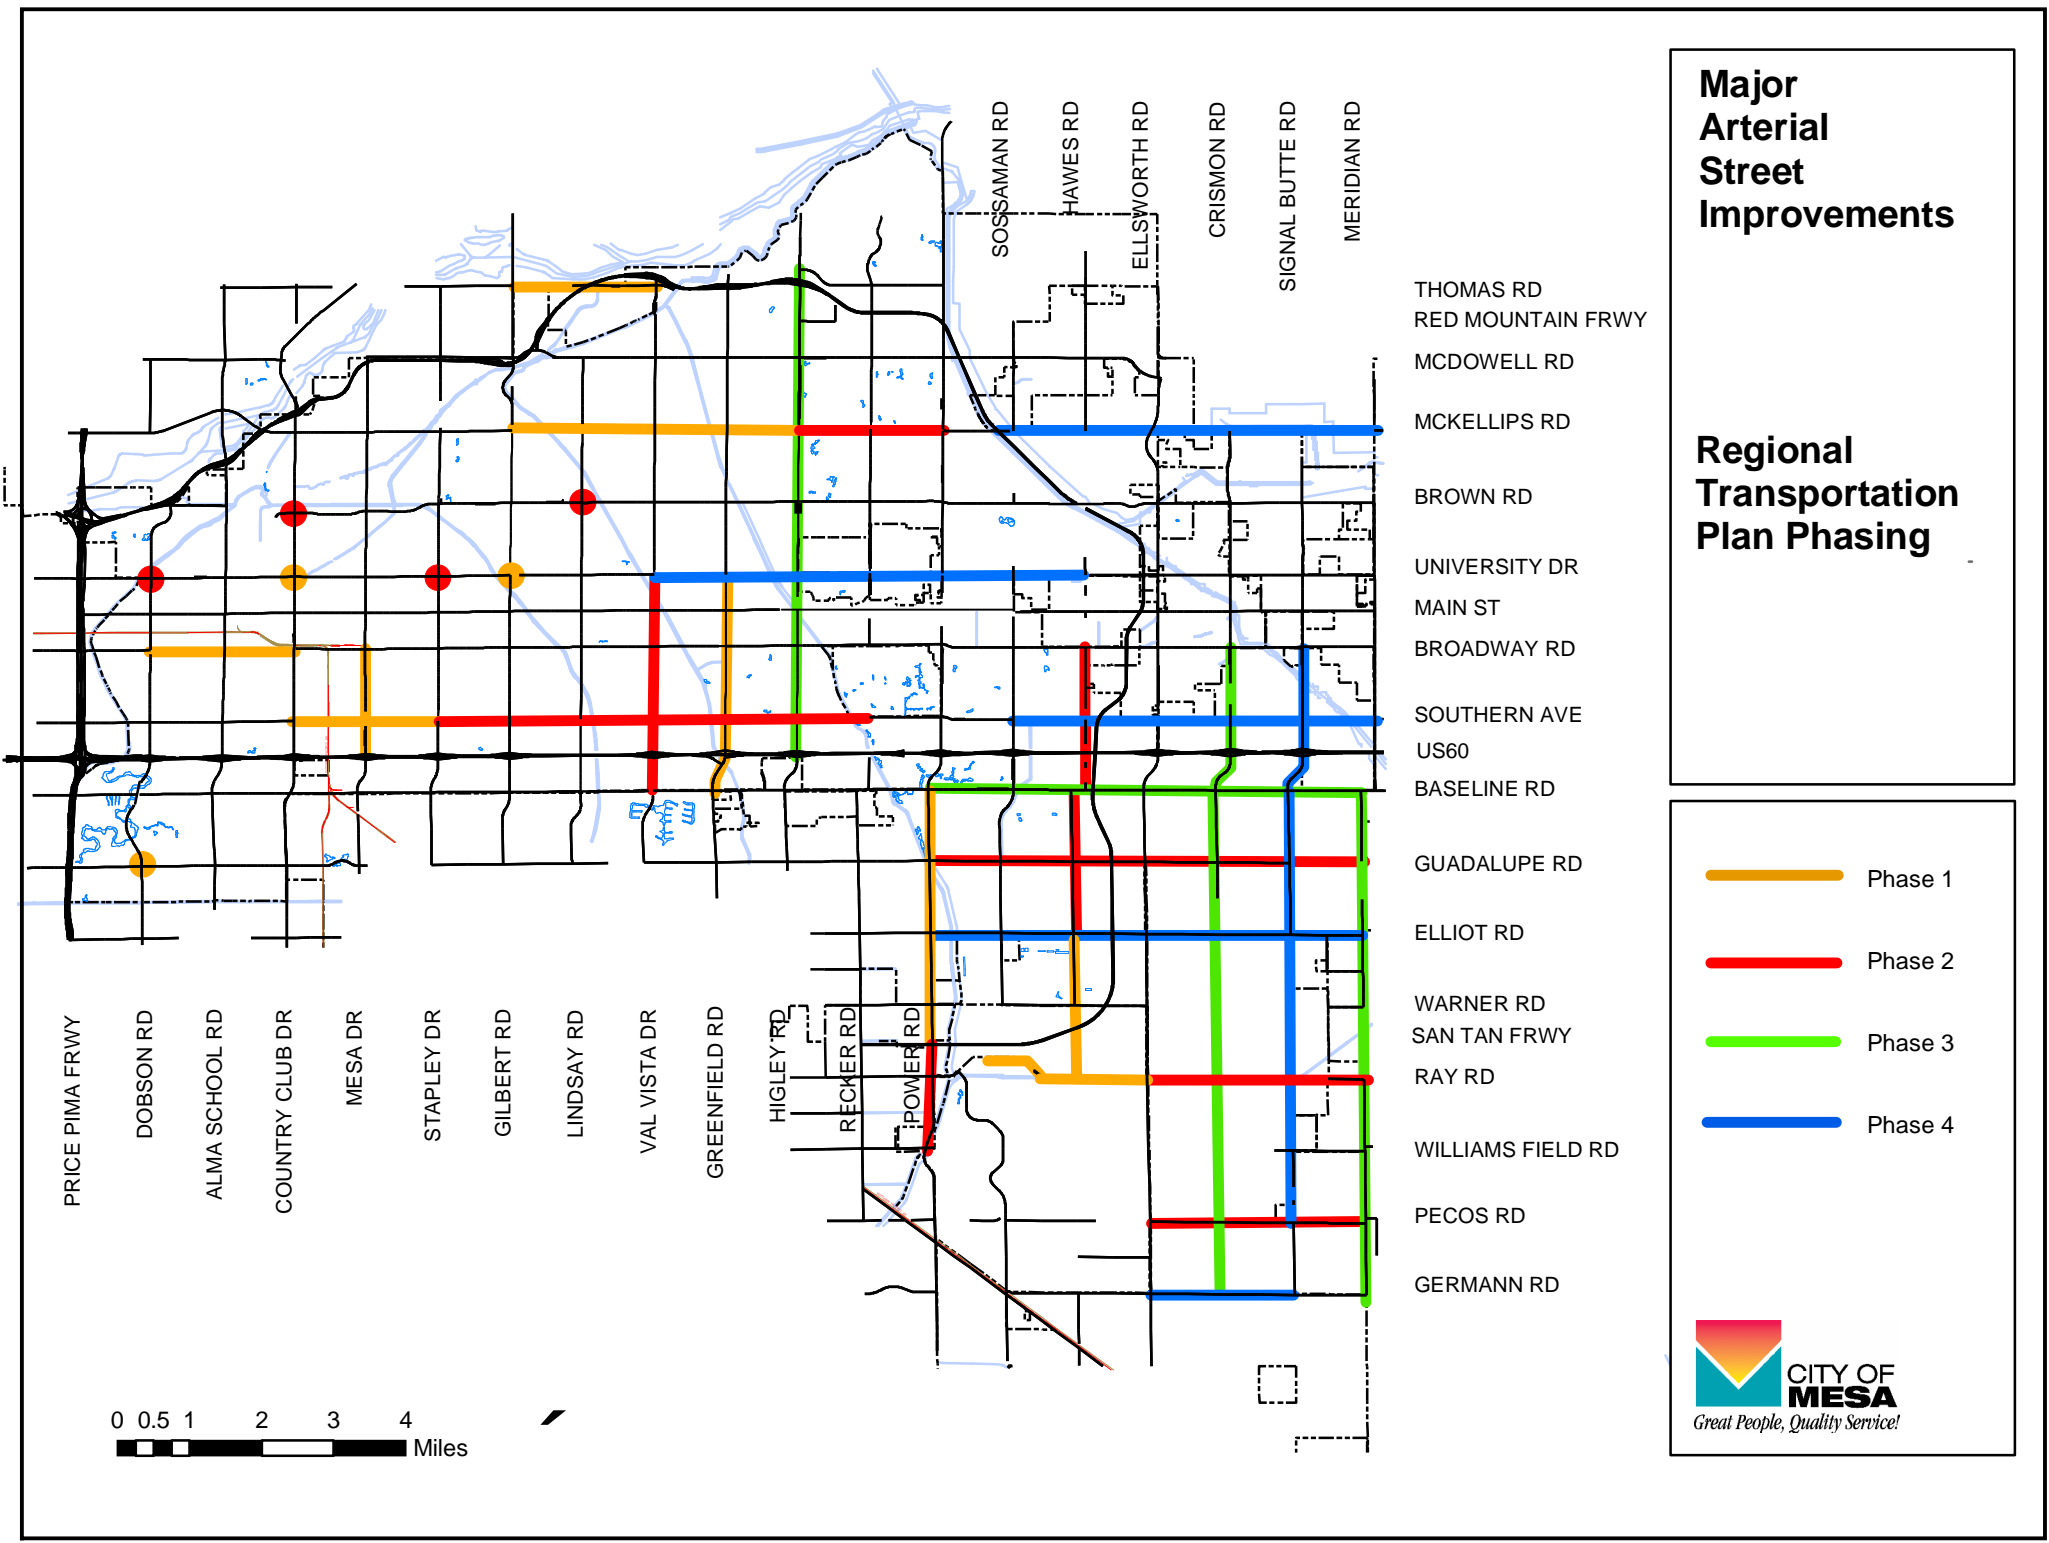 SOSSAMAN RD
HAWES RD
ELLSWORTH RD
CRISMON RD
SIGNAL BUTTE RD
MERIDIAN RD
Major
Arterial
Street
Improvements
Regional
Transportation
Plan Phasing
-
THOMAS RD
RED MOUNTAIN FRWY
MCDOWELL RD
MCKELLIPS RD
BROWN RD
UNIVERSITY DR
MAIN ST
BROADWAY RD
SOUTHERN AVE
US60
BASELINE RD
GUADALUPE RD
ELLIOT RD
WARNER RD
SAN TAN FRWY
RAY RD
WILLIAMS FIELD RD
PECOS RD
GERMANN RD
PRICE PIMA FRWY
DOBSON RD
ALMA SCHOOL RD
COUNTRY CLUB DR
MESA DR
STAPLEY DR
GILBERT RD
LINDSAY RD
VAL VISTA DR
GREENFIELD RD
HIGLEY RD
RECKER RD
POWER RD
Phase 1
Phase 2
Phase 3
Phase 4
0 0.5 1 2 3 4
Miles
CITY OF
MESA
Great People, Quality Service!